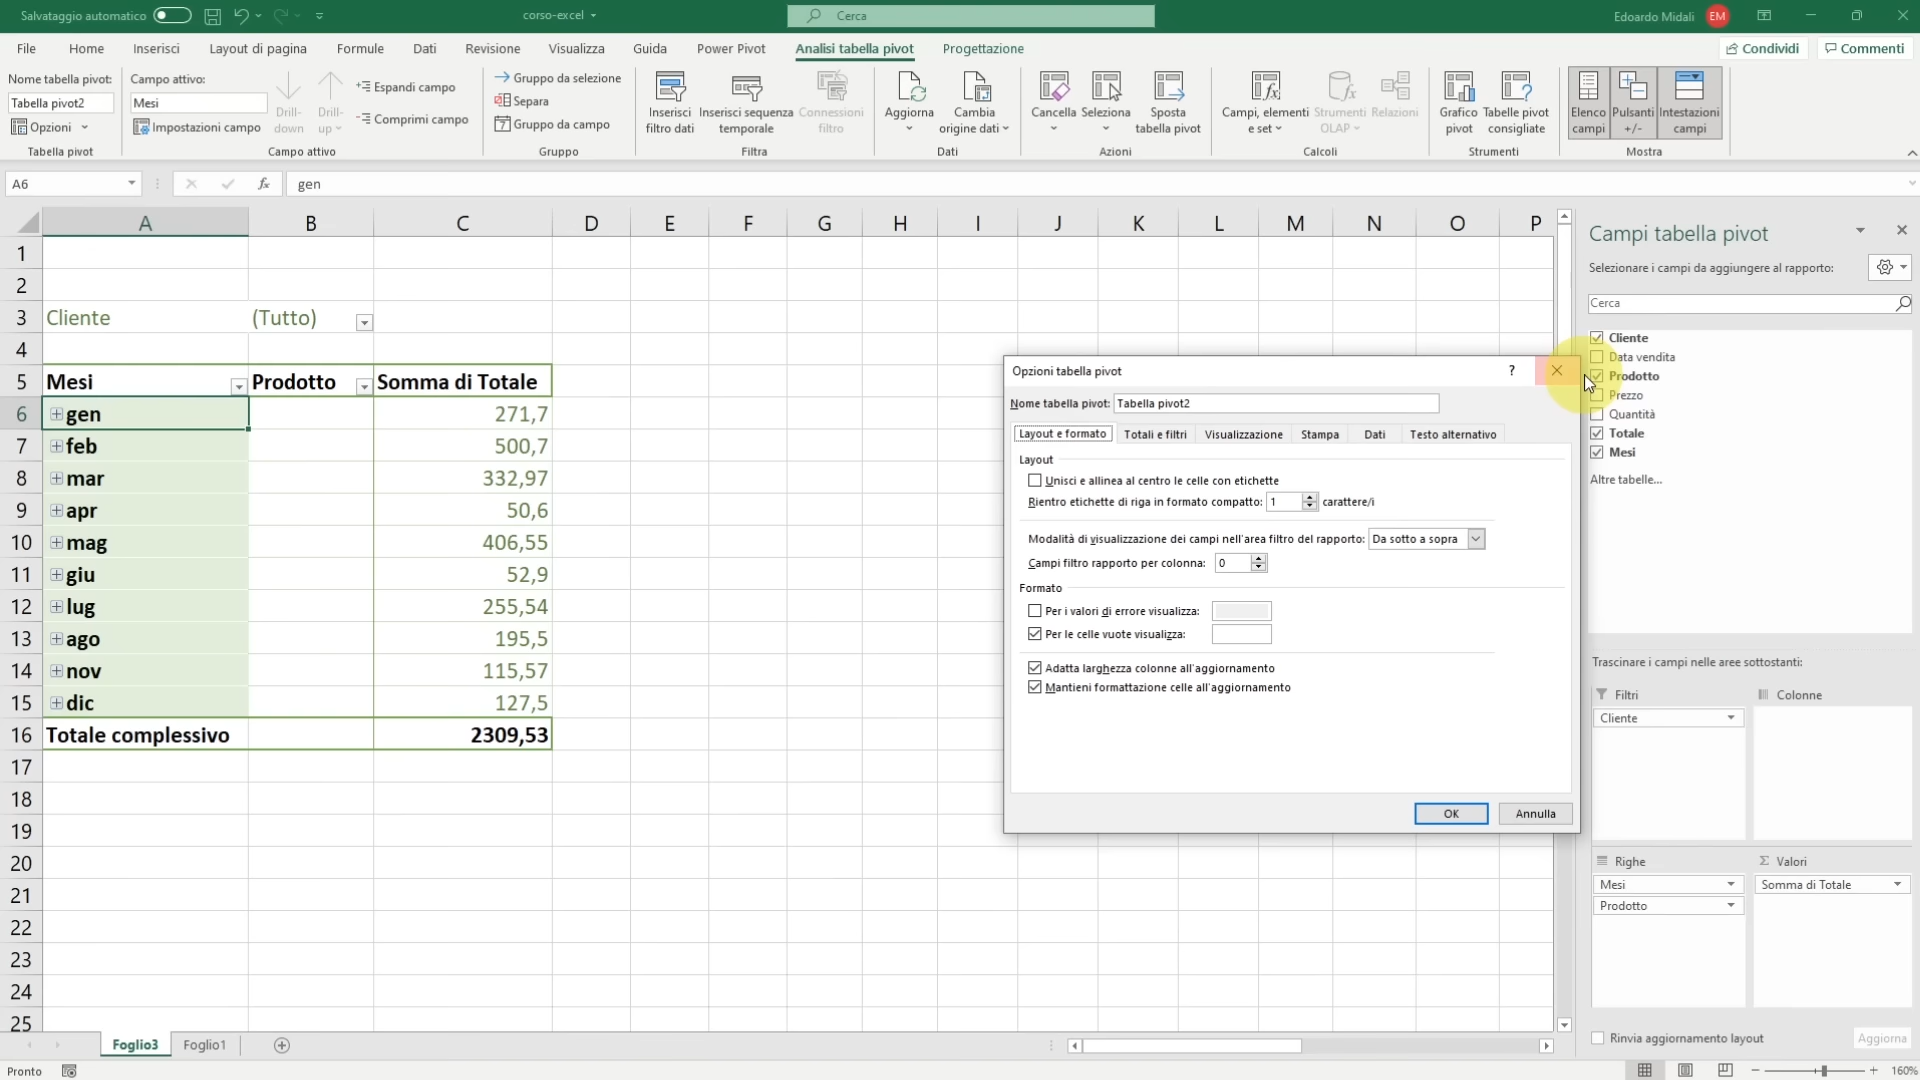 Salvataggio automatico
corso-excel
Cerca
Edoardo Midali EM
File Home Inserisci Layout di pagina Formule Dati Revisione Visualizza Guida Power Pivot Analisi tabella pivot Progettazione Condividi Commenti
Nome tabella pivot:
Tabella pivot2
Opzioni
Tabella pivot
Campo attivo:
Mesi
Impostazioni campo
Drill-
down
Drill-
up
Espandi campo
Comprimi campo
Campo attivo
Gruppo da selezione
Separa
Gruppo da campo
Gruppo
Inserisci
filtro dati
Inserisci sequenza
temporale
Connessioni
filtro
Filtra
Aggiorna
Cambia
origine dati
Dati
Cancella
Seleziona
Sposta
tabella pivot
Azioni
Campi, elementi
e set
Strumenti
OLAP
Relazioni
Calcoli
Grafico
pivot
Tabelle pivot
consigliate
Strumenti
Elenco
campi
Pulsanti
+/-
Intestazioni
campi
Mostra
A6
fx
gen
A B C D E F G H I J K L M N O P
1
2
3 Cliente (Tutto)
4
5 Mesi Prodotto Somma di Totale
6 gen 271,7
7 feb 500,7
8 mar 332,97
9 apr 50,6
10 mag 406,55
11 giu 52,9
12 lug 255,54
13 ago 195,5
14 nov 115,57
15 dic 127,5
16 Totale complessivo 2309,53
17
18
19
20
21
22
23
24
25
Opzioni tabella pivot ?
Nome tabella pivot: Tabella pivot2
Layout e formato Totali e filtri Visualizzazione Stampa Dati Testo alternativo
Layout
Unisci e allinea al centro le celle con etichette
Rientro etichette di riga in formato compatto: 1 carattere/i
Modalità di visualizzazione dei campi nell'area filtro del rapporto: Da sotto a sopra
Campi filtro rapporto per colonna: 0
Formato
Per i valori di errore visualizza:
Per le celle vuote visualizza:
Adatta larghezza colonne all'aggiornamento
Mantieni formattazione celle all'aggiornamento
OK Annulla
Campi tabella pivot
Selezionare i campi da aggiungere al rapporto:
Cerca
Cliente
Data vendita
Prodotto
Prezzo
Quantità
Totale
Mesi
Altre tabelle...
Trascinare i campi nelle aree sottostanti:
Filtri Colonne
Cliente
Righe Σ Valori
Mesi Somma di Totale
Prodotto
Rinvia aggiornamento layout Aggiorna
Foglio3 Foglio1
Pronto
160%